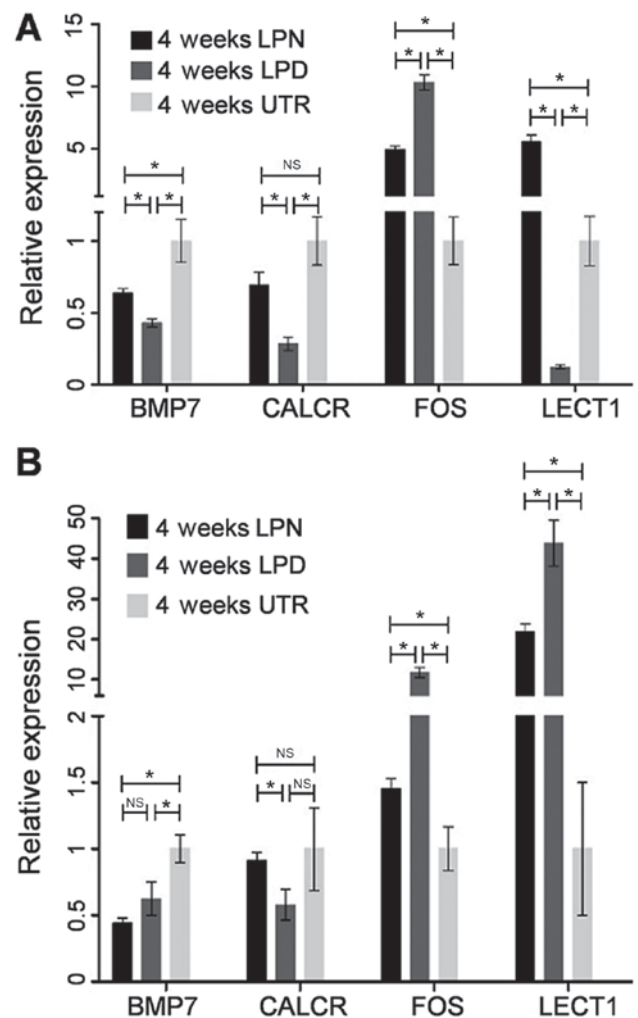 A
Relative expression
15
10
5
1
0.5
0
4 weeks LPN
4 weeks LPD
4 weeks UTR
* * *
* NS * *
* * * * * *
* * *
BMP7 CALCR FOS LECT1
B
Relative expression
50
40
30
20
10
2
1.5
1
0.5
0
4 weeks LPN
4 weeks LPD
4 weeks UTR
* NS *
NS * NS
* * *
* * *
BMP7 CALCR FOS LECT1